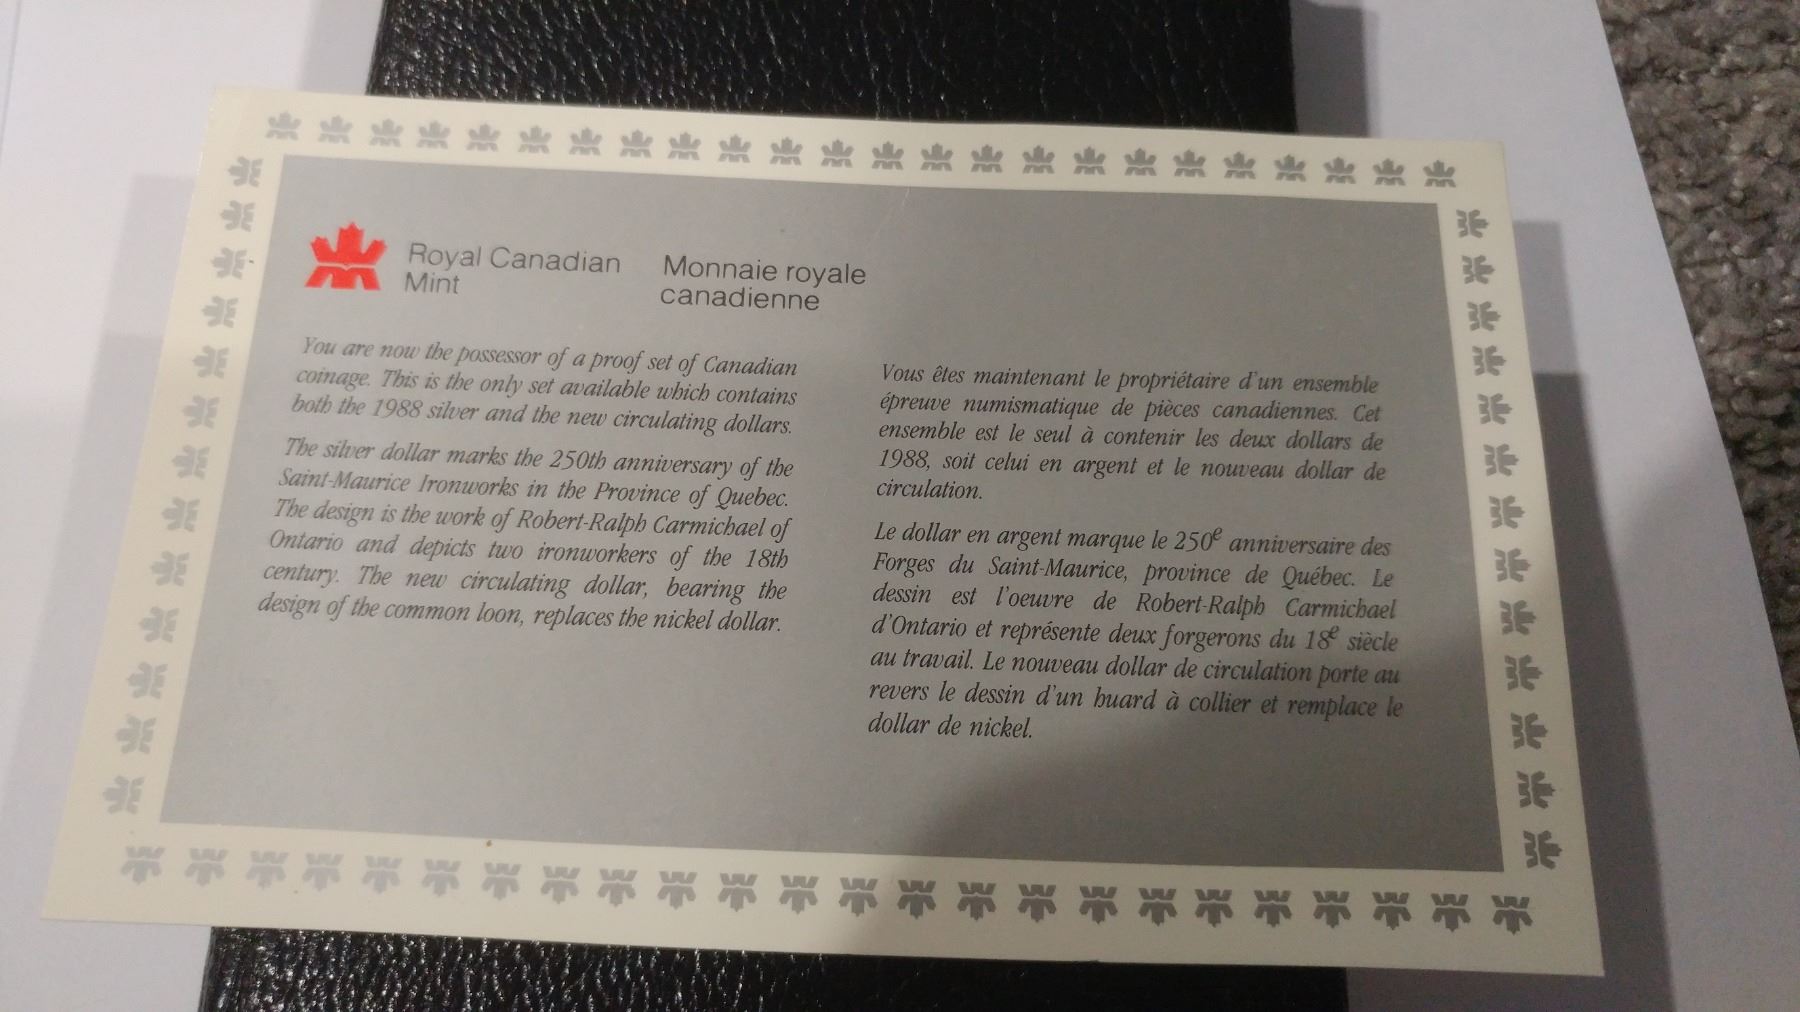 Royal Canadian
Mint
Monnaie royale
canadienne
You are now the possessor of a proof set of Canadian
coinage. This is the only set available which contains
both the 1988 silver and the new circulating dollars.
The silver dollar marks the 250th anniversary of the
Saint-Maurice Ironworks in the Province of Quebec.
The design is the work of Robert-Ralph Carmichael of
Ontario and depicts two ironworkers of the 18th
century. The new circulating dollar, bearing the
design of the common loon, replaces the nickel dollar.
Vous êtes maintenant le propriétaire d'un ensemble
épreuve numismatique de pièces canadiennes. Cet
ensemble est le seul à contenir les deux dollars de
1988, soit celui en argent et le nouveau dollar de
circulation.
Le dollar en argent marque le 250e anniversaire des
Forges du Saint-Maurice, province de Québec. Le
dessin est l'oeuvre de Robert-Ralph Carmichael
d'Ontario et représente deux forgerons du 18e siècle
au travail. Le nouveau dollar de circulation porte au
revers le dessin d'un huard à collier et remplace le
dollar de nickel.